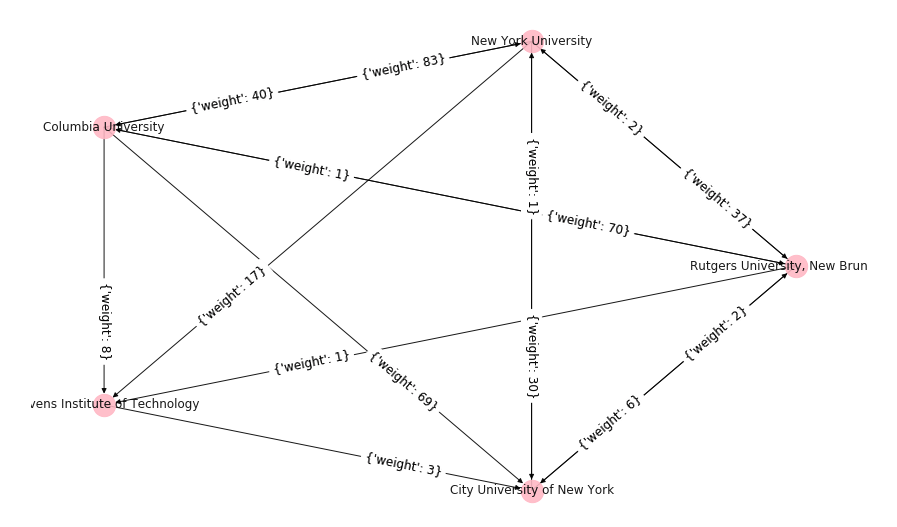 New York University
{'weight': 83}
{'weight': 40}
{'weight': 2}
Columbia University
{'weight': 1}
{'weight': 1}
{'weight': 37}
{'weight': 70}
Rutgers University, New Brun
{'weight': 17}
{'weight': 8}
{'weight': 2}
{'weight': 30}
{'weight': 1}
{'weight': 69}
vens Institute of Technology
{'weight': 6}
{'weight': 3}
City University of New York